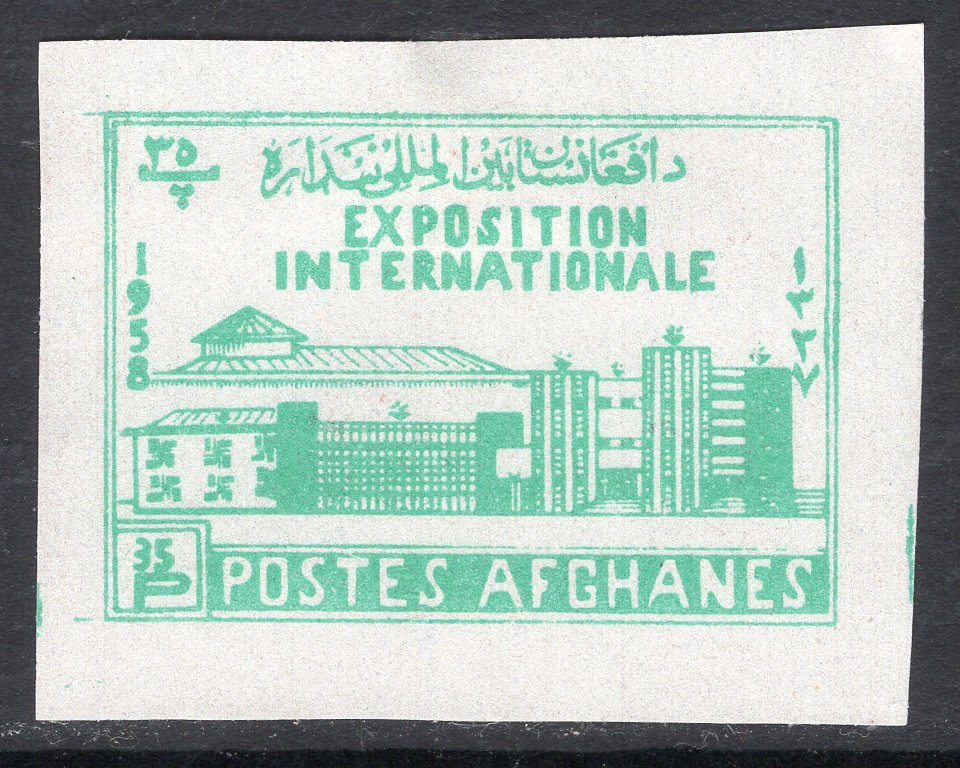 ۳۵
پ
د افغانستان بین المللی نندارہ
EXPOSITION
INTERNATIONALE
1958
۱۳۳۷
35
P
POSTES AFGHANES